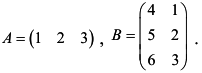 A = (1 2 3) , B = (4 1
5 2
6 3) .